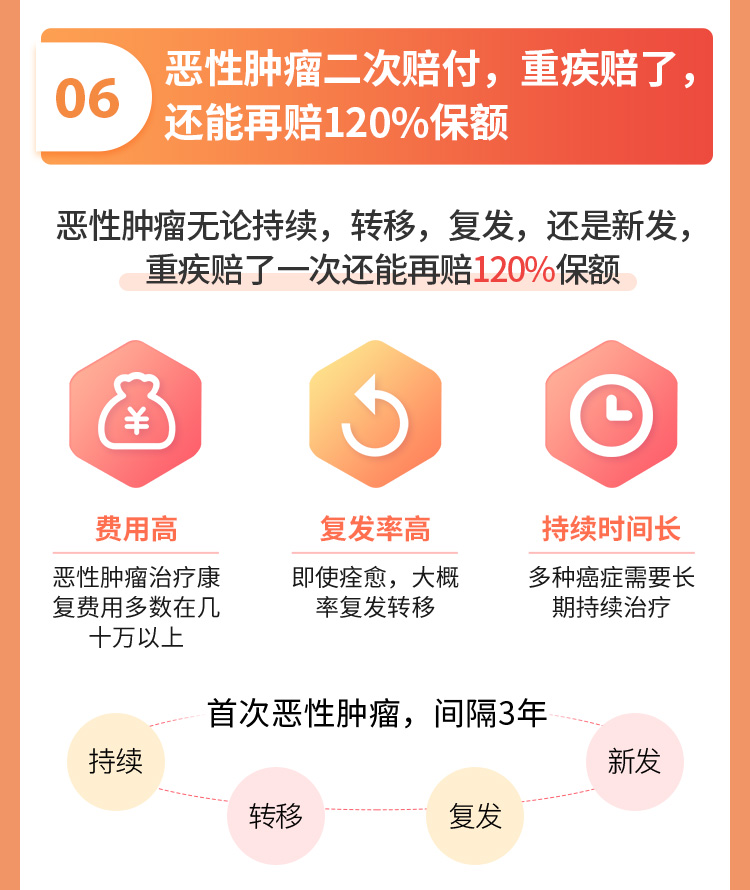 06
恶性肿瘤二次赔付，重疾赔了，
还能再赔120%保额
恶性肿瘤无论持续，转移，复发，还是新发，
重疾赔了一次还能再赔120%保额
¥
费用高
恶性肿瘤治疗康
复费用多数在几
十万以上
复发率高
即使痊愈，大概
率复发转移
持续时间长
多种癌症需要长
期持续治疗
首次恶性肿瘤，间隔3年
持续
转移
复发
新发